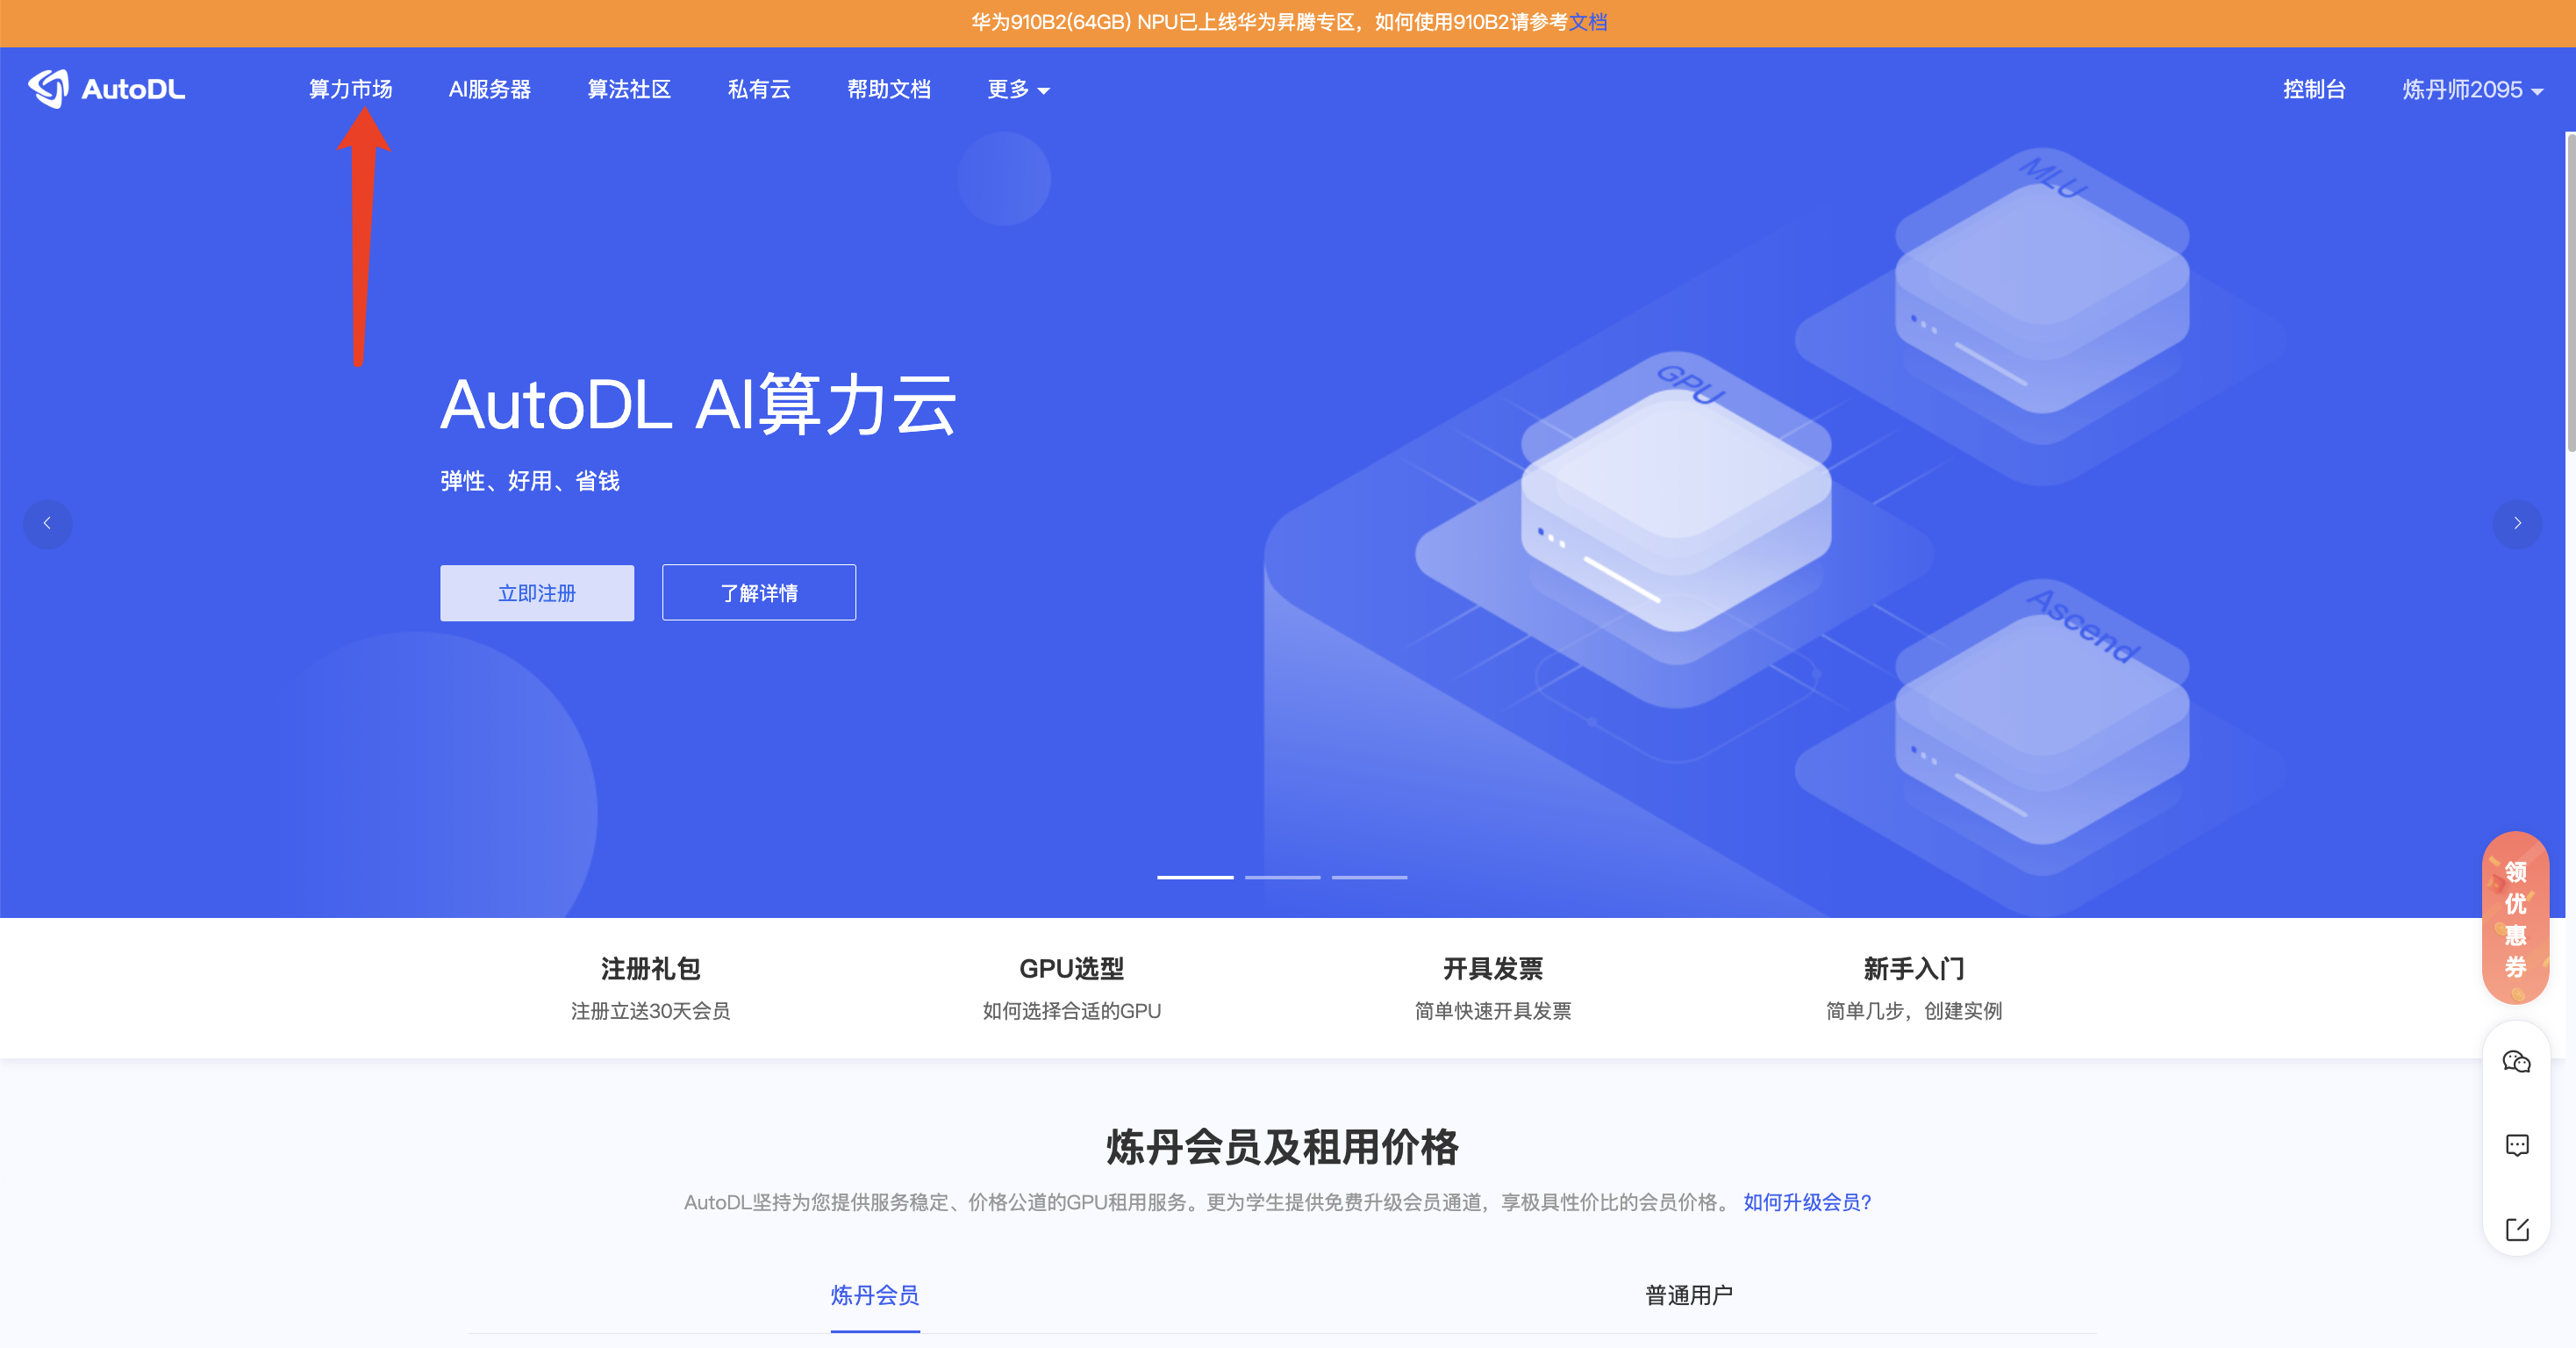 华为910B2(64GB) NPU已上线华为昇腾专区，如何使用910B2请参考文档
AutoDL 算力市场 AI服务器 算法社区 私有云 帮助文档 更多 控制台 炼丹师2095
MLU
GPU
AutoDL AI算力云
弹性、好用、省钱
立即注册 了解详情
Ascend
领优惠券
注册礼包 GPU选型 开具发票 新手入门
注册立送30天会员 如何选择合适的GPU 简单快速开具发票 简单几步，创建实例
炼丹会员及租用价格
AutoDL坚持为您提供服务稳定、价格公道的GPU租用服务。更为学生提供免费升级会员通道，享极具性价比的会员价格。 如何升级会员?
炼丹会员 普通用户